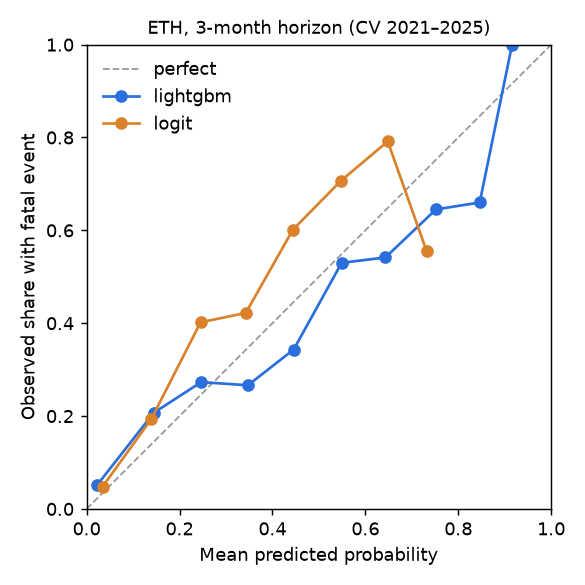 ETH, 3-month horizon (CV 2021–2025)
1.0
0.8
0.6
0.4
0.2
0.0
Observed share with fatal event
perfect
lightgbm
logit
0.0 0.2 0.4 0.6 0.8 1.0
Mean predicted probability